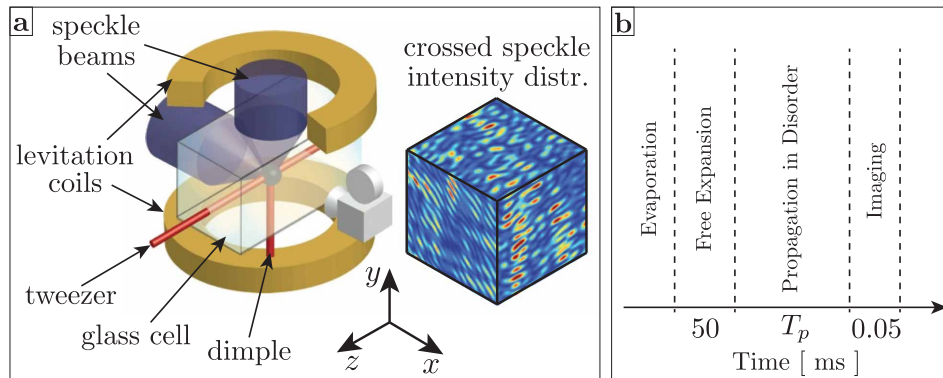 a
speckle
beams
crossed speckle
intensity distr.
levitation
coils
tweezer
glass cell
dimple
y
z
x
b
Evaporation
Free Expansion
Propagation in Disorder
Imaging
50 Tp 0.05
Time [ ms ]